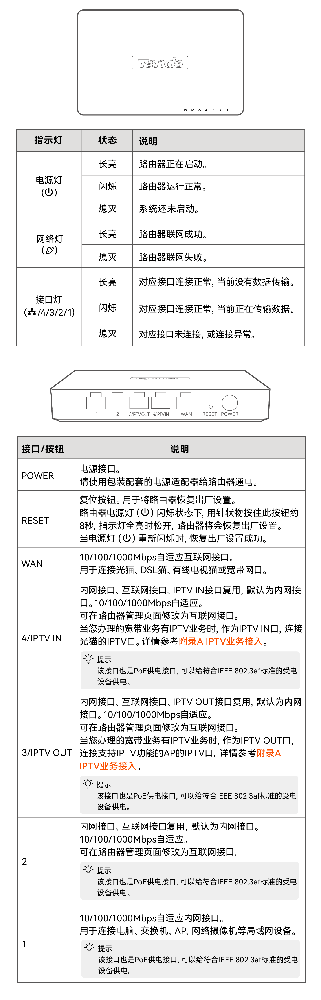 Tenda
4 3 2 1
指示灯 状态 说明
电源灯
(⏻)
长亮 路由器正在启动。
闪烁 路由器运行正常。
熄灭 系统还未启动。
网络灯
()
长亮 路由器联网成功。
熄灭 路由器联网失败。
接口灯
(/4/3/2/1)
长亮 对应接口连接正常, 当前没有数据传输。
闪烁 对应接口连接正常, 当前正在传输数据。
熄灭 对应接口未连接, 或连接异常。
Tenda
1 2 3/IPTV OUT 4/IPTV IN WAN RESET POWER
接口/按钮 说明
POWER
电源接口。
请使用包装配套的电源适配器给路由器通电。
RESET
复位按钮。用于将路由器恢复出厂设置。
路由器电源灯 (⏻) 闪烁状态下, 用针状物按住此按钮约
8秒, 指示灯全亮时松开, 路由器将会恢复出厂设置。
当电源灯 (⏻) 重新闪烁时, 恢复出厂设置成功。
WAN
10/100/1000Mbps自适应互联网接口。
用于连接光猫、DSL猫、有线电视猫或宽带网口。
4/IPTV IN
内网接口、互联网接口、IPTV IN接口复用, 默认为内网接
口。10/100/1000Mbps自适应。
可在路由器管理页面修改为互联网接口。
当您办理的宽带业务有IPTV业务时, 作为IPTV IN口, 连接
光猫的IPTV口。详情参考附录A IPTV业务接入。
提示
该接口也是PoE供电接口, 可以给符合IEEE 802.3af标准的受电
设备供电。
3/IPTV OUT
内网接口、互联网接口、IPTV OUT接口复用, 默认为内网
接口。10/100/1000Mbps自适应。
可在路由器管理页面修改为互联网接口。
当您办理的宽带业务有IPTV业务时, 作为IPTV OUT口,
连接支持IPTV功能的AP的IPTV口。详情参考附录A
IPTV业务接入。
提示
该接口也是PoE供电接口, 可以给符合IEEE 802.3af标准的受电
设备供电。
2
内网接口、互联网接口复用, 默认为内网接口。
10/100/1000Mbps自适应。
可在路由器管理页面修改为互联网接口。
提示
该接口也是PoE供电接口, 可以给符合IEEE 802.3af标准的受电
设备供电。
1
10/100/1000Mbps自适应内网接口。
用于连接电脑、交换机、AP、网络摄像机等局域网设备。
提示
该接口也是PoE供电接口, 可以给符合IEEE 802.3af标准的受电
设备供电。